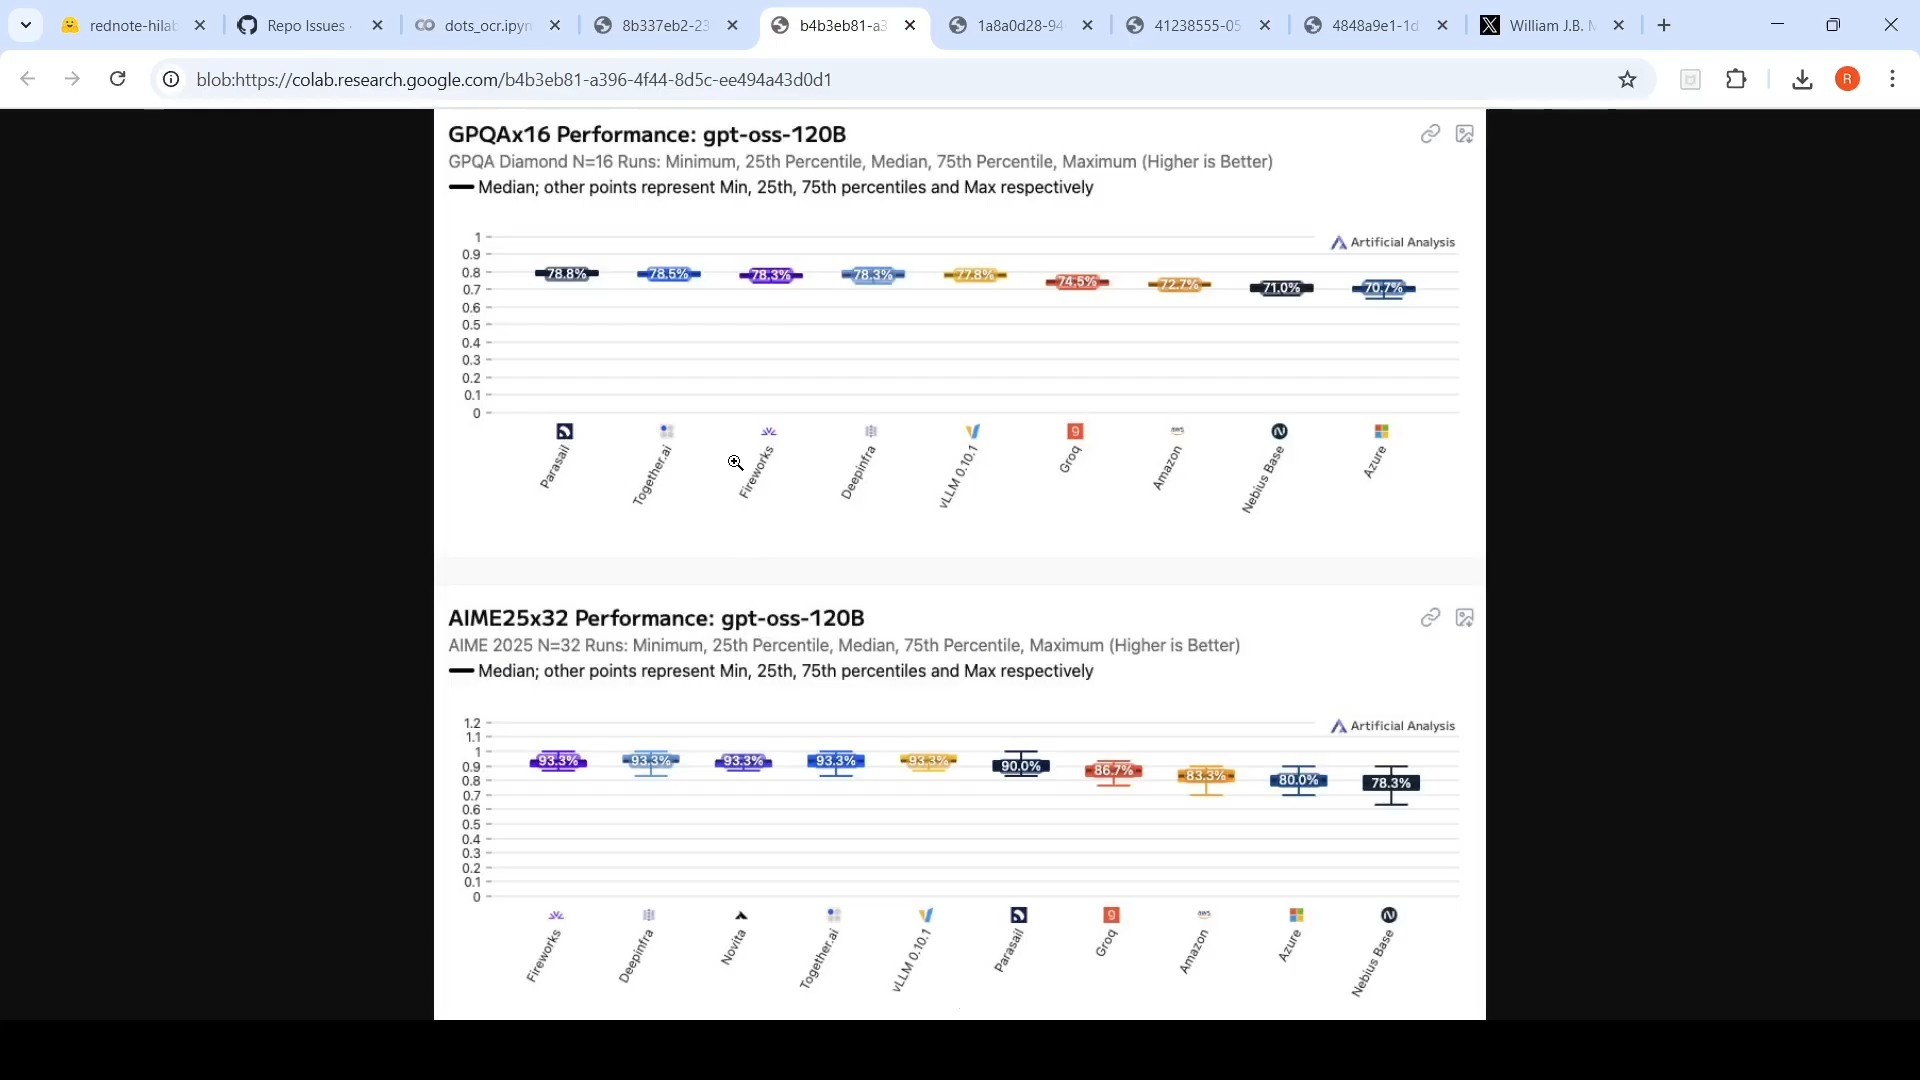 rednote-hilab
Repo Issues ·
dots_ocr.ipyn
8b337eb2-23
b4b3eb81-a3
1a8a0d28-94
41238555-05
4848a9e1-1d
William J.B. M
blob:https://colab.research.google.com/b4b3eb81-a396-4f44-8d5c-ee494a43d0d1
R
GPQAx16 Performance: gpt-oss-120B
GPQA Diamond N=16 Runs: Minimum, 25th Percentile, Median, 75th Percentile, Maximum (Higher is Better)
Median; other points represent Min, 25th, 75th percentiles and Max respectively
Artificial Analysis
1
0.9
0.8
0.7
0.6
0.5
0.4
0.3
0.2
0.1
0
78.8% 78.5% 78.3% 78.3% 77.8% 74.5% 72.7% 71.0% 70.7%
9
aws
Parasail Together.ai Fireworks Deepinfra vLLM 0.10.1 Groq Amazon Nebius Base Azure
AIME25x32 Performance: gpt-oss-120B
AIME 2025 N=32 Runs: Minimum, 25th Percentile, Median, 75th Percentile, Maximum (Higher is Better)
Median; other points represent Min, 25th, 75th percentiles and Max respectively
Artificial Analysis
1.2
1.1
1
0.9
0.8
0.7
0.6
0.5
0.4
0.3
0.2
0.1
0
93.3% 93.3% 93.3% 93.3% 93.3% 90.0% 86.7% 83.3% 80.0% 78.3%
9
aws
Fireworks Deepinfra Novita Together.ai vLLM 0.10.1 Parasail Groq Amazon Azure Nebius Base